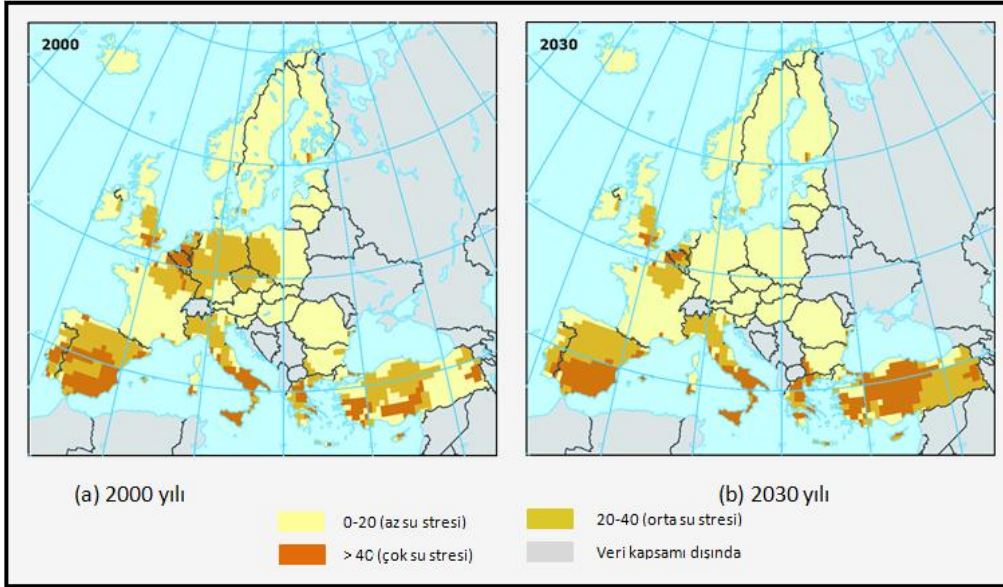 2000
2030
(a) 2000 yılı
(b) 2030 yılı
0-20 (az su stresi)
20-40 (orta su stresi)
> 40 (çok su stresi)
Veri kapsamı dışında